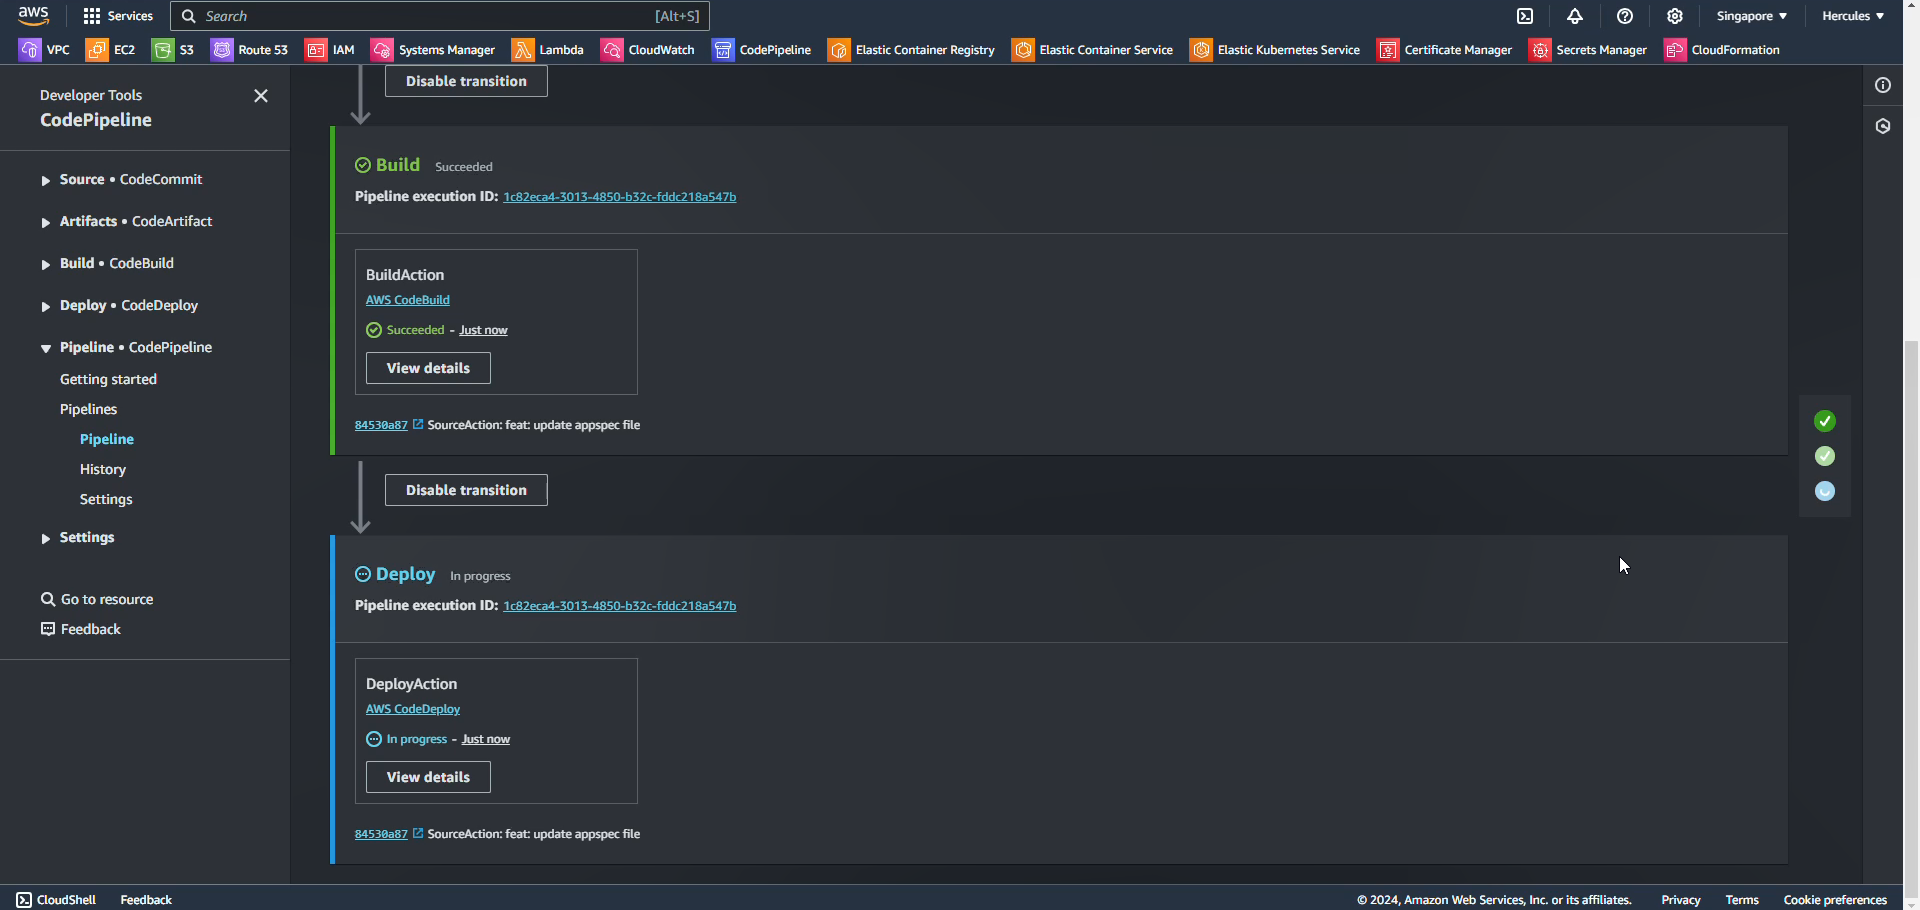 aws Services Search [Alt+S] Singapore Hercules
VPC EC2 S3 Route 53 IAM Systems Manager Lambda CloudWatch CodePipeline Elastic Container Registry Elastic Container Service Elastic Kubernetes Service Certificate Manager Secrets Manager CloudFormation
Developer Tools
CodePipeline
Source • CodeCommit
Artifacts • CodeArtifact
Build • CodeBuild
Deploy • CodeDeploy
Pipeline • CodePipeline
Getting started
Pipelines
Pipeline
History
Settings
Settings
Go to resource
Feedback
Disable transition
Build Succeeded
Pipeline execution ID: 1c82eca4-3013-4850-b32c-fddc218a547b
BuildAction
AWS CodeBuild
Succeeded - Just now
View details
84530a87 SourceAction: feat: update appspec file
Disable transition
Deploy In progress
Pipeline execution ID: 1c82eca4-3013-4850-b32c-fddc218a547b
DeployAction
AWS CodeDeploy
In progress - Just now
View details
84530a87 SourceAction: feat: update appspec file
CloudShell Feedback © 2024, Amazon Web Services, Inc. or its affiliates. Privacy Terms Cookie preferences